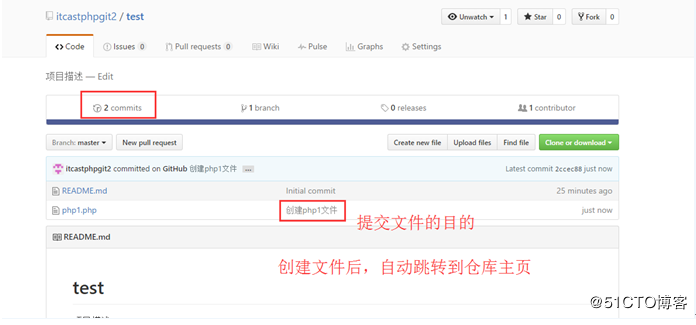 itcastphpgit2 / test
Unwatch 1 Star 0 Fork 0
Code Issues 0 Pull requests 0 Wiki Pulse Graphs Settings
项目描述 — Edit
2 commits 1 branch 0 releases 1 contributor
Branch: master New pull request Create new file Upload files Find file Clone or download
itcastphpgit2 committed on GitHub 创建php1文件 ... Latest commit 2ccec88 just now
README.md Initial commit 25 minutes ago
php1.php 创建php1文件 just now
提交文件的目的
README.md
创建文件后，自动跳转到仓库主页
test
@51CTO博客